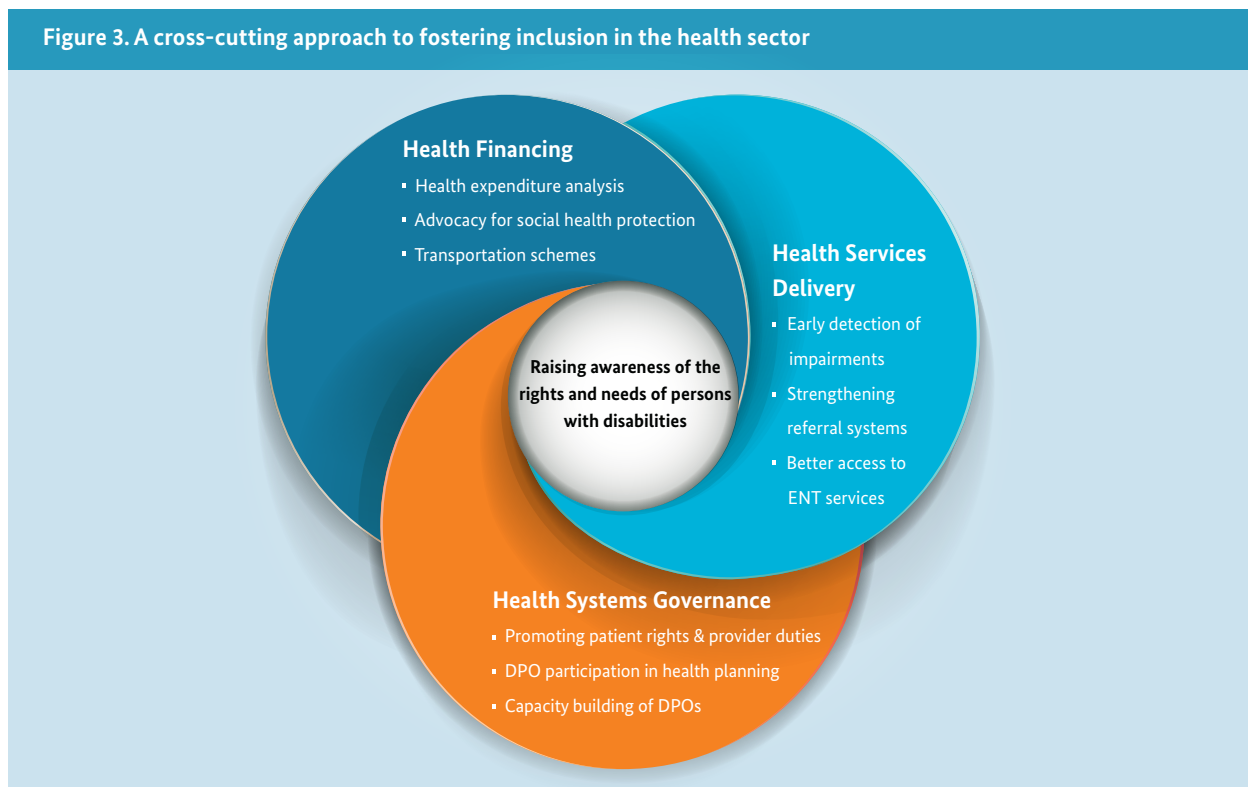 Figure 3. A cross-cutting approach to fostering inclusion in the health sector
Health Financing
▪ Health expenditure analysis
▪ Advocacy for social health protection
▪ Transportation schemes
Health Services
Delivery
▪ Early detection of
impairments
▪ Strengthening
referral systems
▪ Better access to
ENT services
Raising awareness of the
rights and needs of persons
with disabilities
Health Systems Governance
▪ Promoting patient rights & provider duties
▪ DPO participation in health planning
▪ Capacity building of DPOs